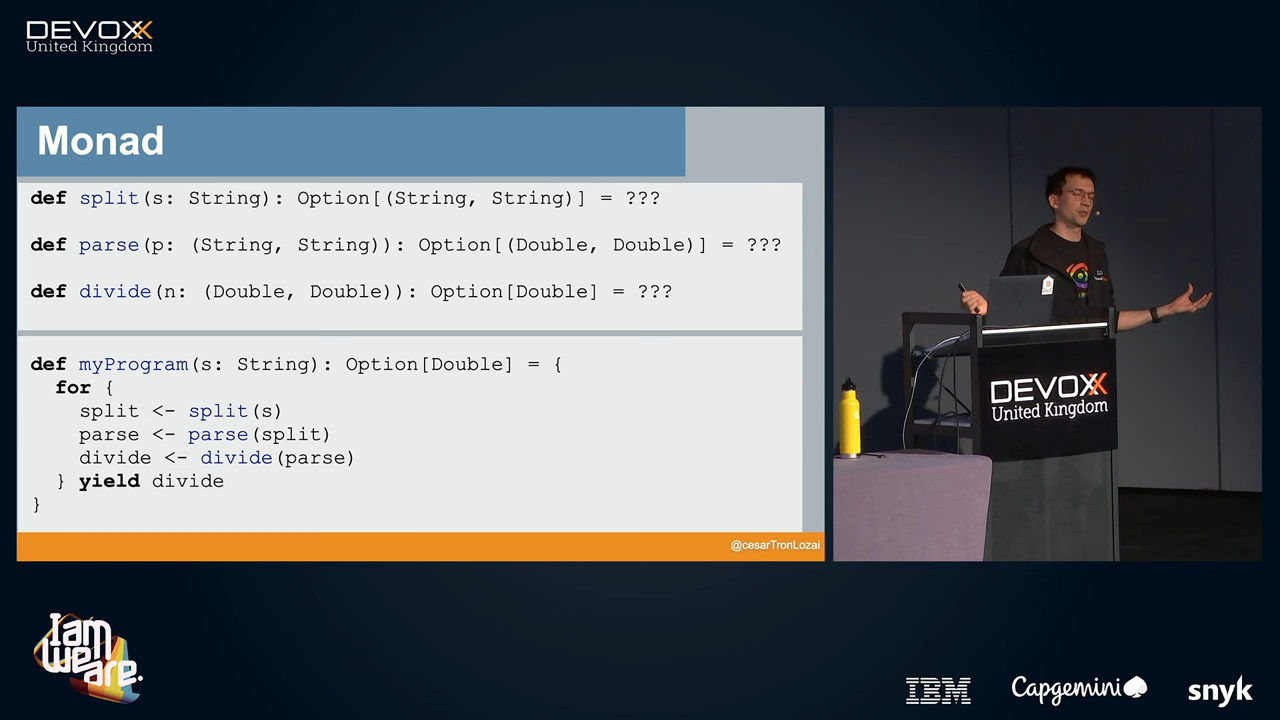 DEVOXX
United Kingdom
Monad
def split(s: String): Option[(String, String)] = ???
def parse(p: (String, String)): Option[(Double, Double)] = ???
def divide(n: (Double, Double)): Option[Double] = ???
def myProgram(s: String): Option[Double] = {
for {
split <- split(s)
parse <- parse(split)
divide <- divide(parse)
} yield divide
}
@cesarTronLozai
DEVOXX
United Kingdom
I am
we are.
IBM
Capgemini
snyk